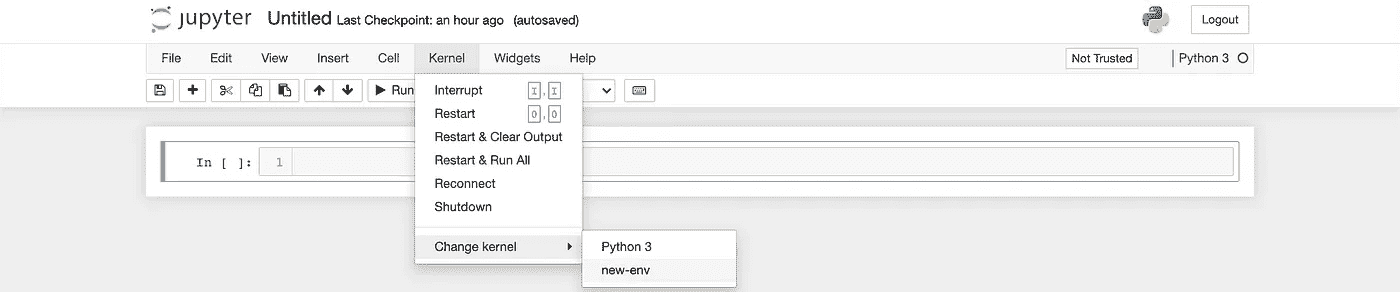 jupyter Untitled Last Checkpoint: an hour ago (autosaved) Logout
File Edit View Insert Cell Kernel Widgets Help Not Trusted Python 3
Run
Interrupt I,I
Restart 0,0
Restart & Clear Output
Restart & Run All
In [ ]: 1
Reconnect
Shutdown
Change kernel Python 3
new-env